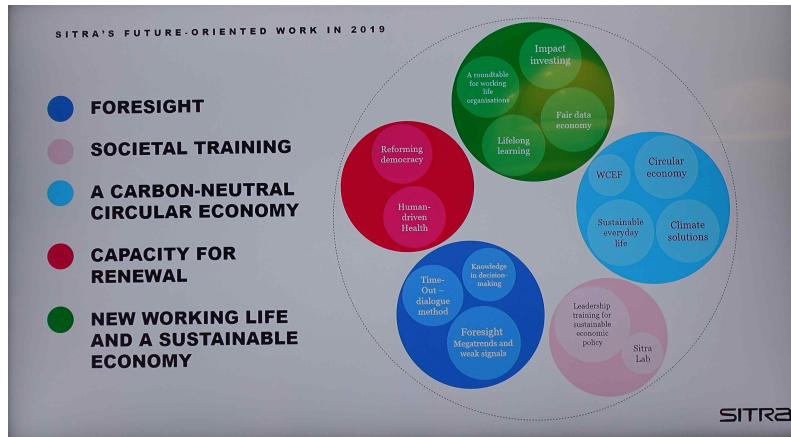 SITRA'S FUTURE-ORIENTED WORK IN 2019
FORESIGHT
SOCIETAL TRAINING
A CARBON-NEUTRAL
CIRCULAR ECONOMY
CAPACITY FOR
RENEWAL
NEW WORKING LIFE
AND A SUSTAINABLE
ECONOMY
Impact
investing
A roundtable
for working
life
organisations
Fair data
economy
Lifelong
learning
Reforming
democracy
Human-
driven
Health
WCEF
Circular
economy
Sustainable
everyday
life
Climate
solutions
Time-
Out –
dialogue
method
Knowledge
in decision-
making
Foresight
Megatrends and
weak signals
Leadership
training for
sustainable
economic
policy
Sitra
Lab
SITRA